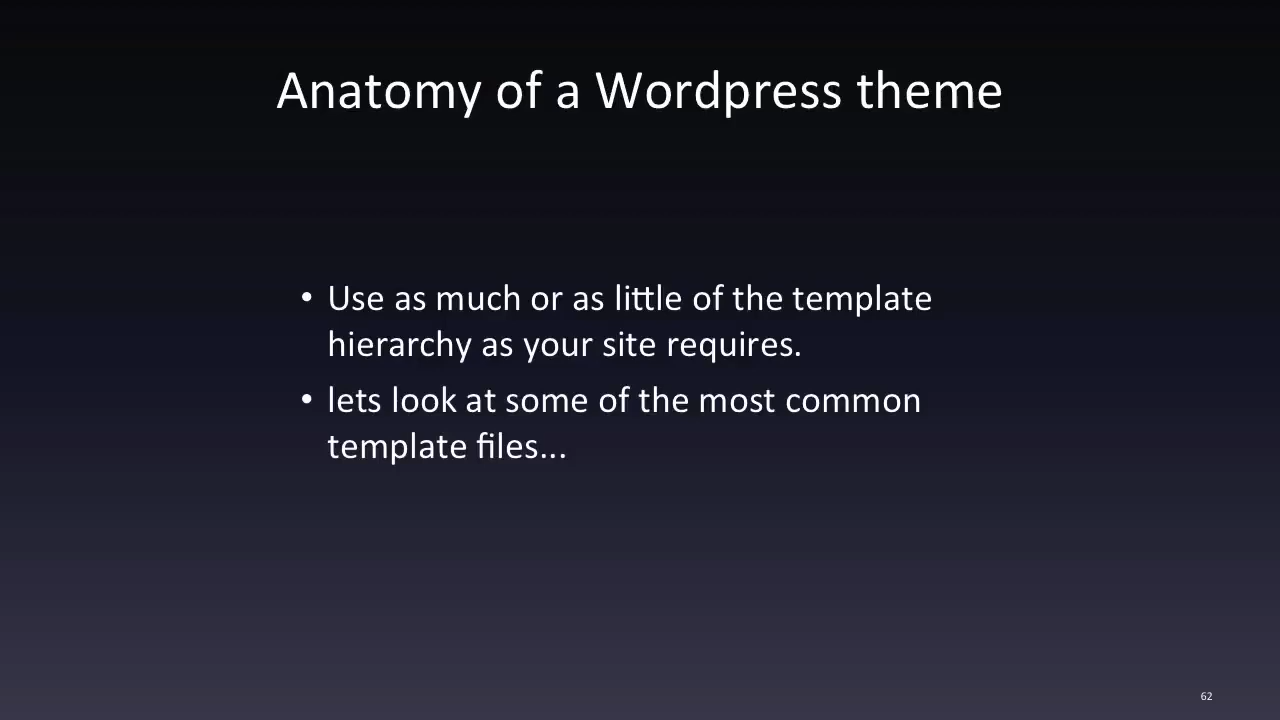 Anatomy of a Wordpress theme
• Use as much or as little of the template
hierarchy as your site requires.
• lets look at some of the most common
template files...
62